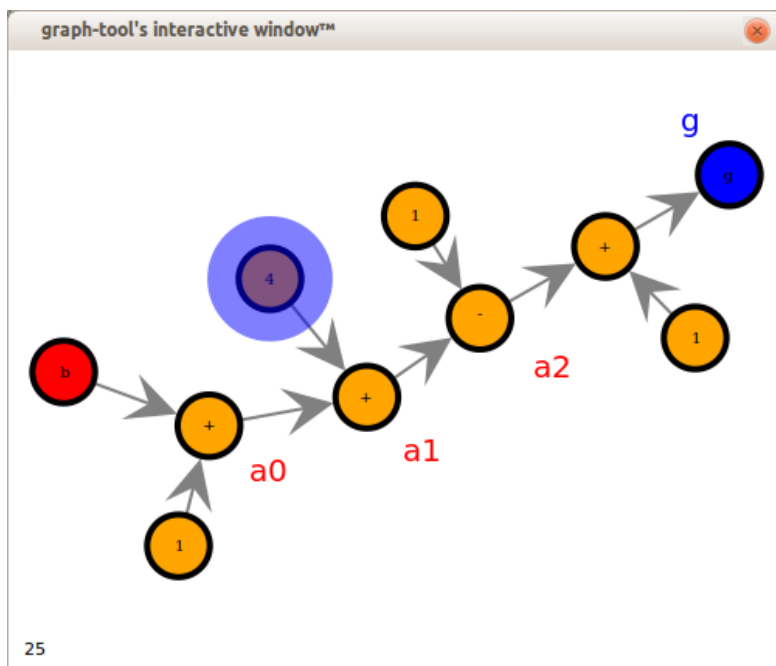 graph-tool's interactive window™
g
g
1
+
4
-
1
a2
b
+
a1
+
a0
1
25